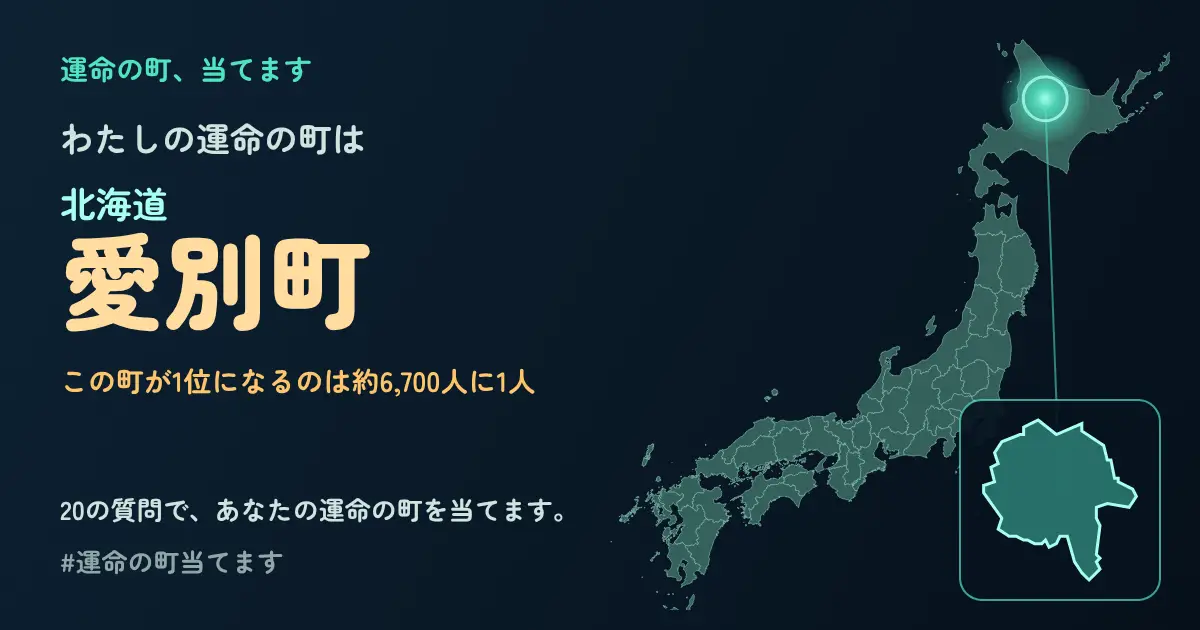 運命の町、当てます
わたしの運命の町は
北海道
愛別町
この町が1位になるのは約6,700人に1人
20の質問で、あなたの運命の町を当てます。
#運命の町当てます